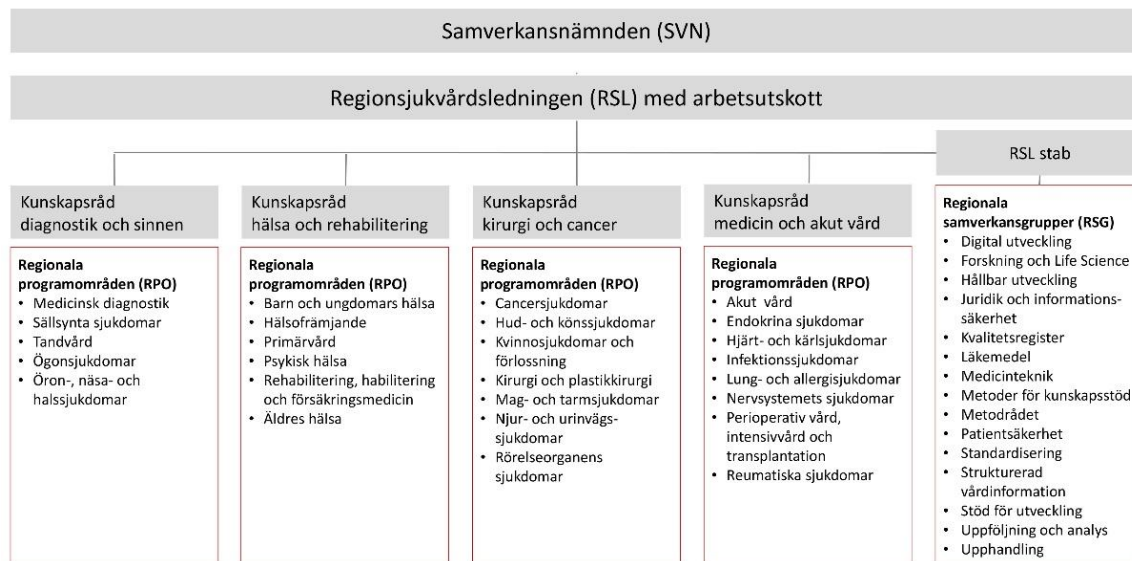 Samverkansnämnden (SVN)
Regionsjukvårdsledningen (RSL) med arbetsutskott
RSL stab
Kunskapsråd
diagnostik och sinnen
Regionala
programområden (RPO)
• Medicinsk diagnostik
• Sällsynta sjukdomar
• Tandvård
• Ögonsjukdomar
• Öron-, näsa- och
halssjukdomar
Kunskapsråd
hälsa och rehabilitering
Regionala
programområden (RPO)
• Barn och ungdomars hälsa
• Hälsofrämjande
• Primärvård
• Psykisk hälsa
• Rehabilitering, habilitering
och försäkringsmedicin
• Äldres hälsa
Kunskapsråd
kirurgi och cancer
Regionala
programområden (RPO)
• Cancersjukdomar
• Hud- och könssjukdomar
• Kvinnosjukdomar och
förlossning
• Kirurgi och plastikkirurgi
• Mag- och tarmsjukdomar
• Njur- och urinvägs-
sjukdomar
• Rörelseorganens
sjukdomar
Kunskapsråd
medicin och akut vård
Regionala
programområden (RPO)
• Akut vård
• Endokrina sjukdomar
• Hjärt- och kärlsjukdomar
• Infektionssjukdomar
• Lung- och allergisjukdomar
• Nervsystemets sjukdomar
• Perioperativ vård,
intensivvård och
transplantation
• Reumatiska sjukdomar
Regionala
samverkansgrupper (RSG)
• Digital utveckling
• Forskning och Life Science
• Hållbar utveckling
• Juridik och informations-
säkerhet
• Kvalitetsregister
• Läkemedel
• Medicinteknik
• Metoder för kunskapsstöd
• Metodrådet
• Patientsäkerhet
• Standardisering
• Strukturerad
vårdinformation
• Stöd för utveckling
• Uppföljning och analys
• Upphandling